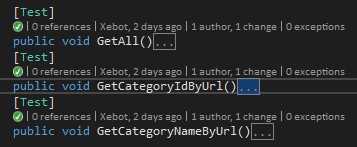 [Test]
| 0 references | Xebot, 2 days ago | 1 author, 1 change | 0 exceptions
public void GetAll()...
[Test]
| 0 references | Xebot, 2 days ago | 1 author, 1 change | 0 exceptions
public void GetCategoryIdByUrl()...
[Test]
| 0 references | Xebot, 2 days ago | 1 author, 1 change | 0 exceptions
public void GetCategoryNameByUrl()...